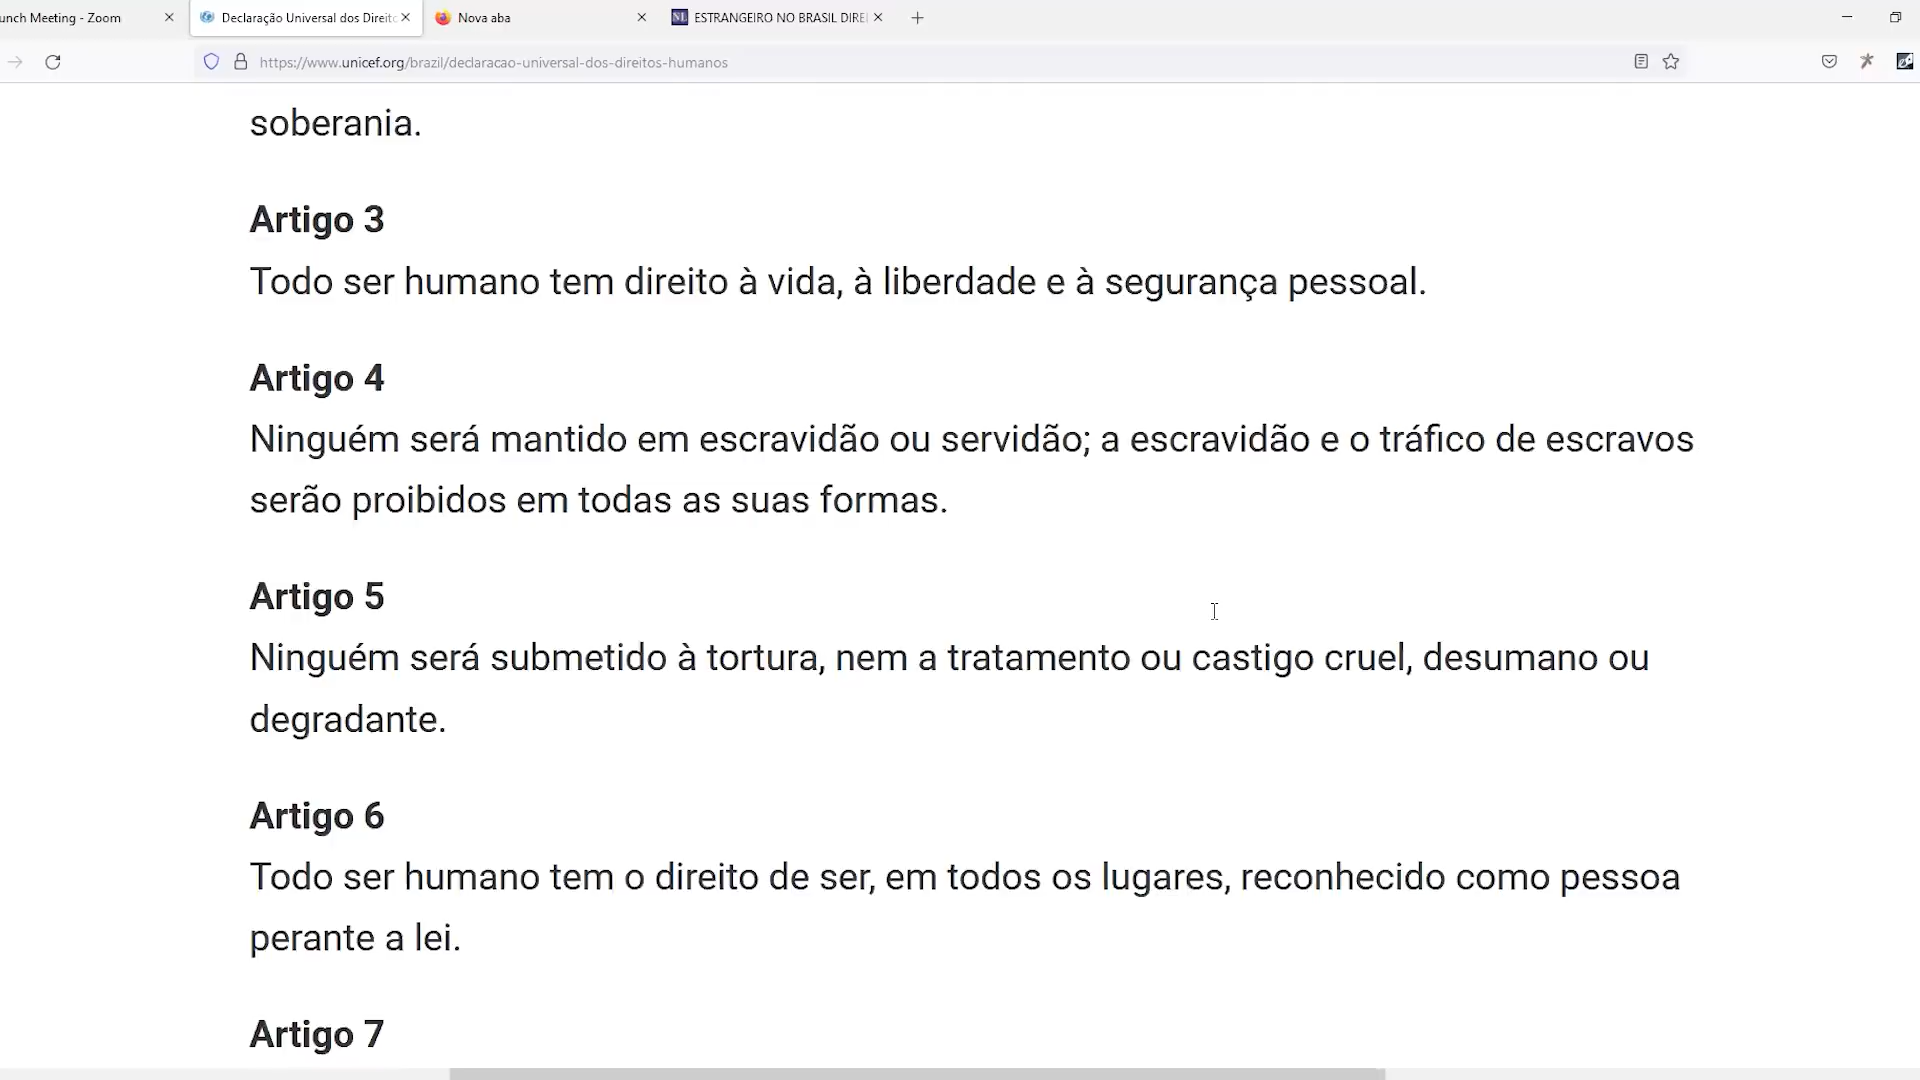 unch Meeting - Zoom
Declaração Universal dos Direito
Nova aba
NL ESTRANGEIRO NO BRASIL DIREI
https://www.unicef.org/brazil/declaracao-universal-dos-direitos-humanos
soberania.
Artigo 3
Todo ser humano tem direito à vida, à liberdade e à segurança pessoal.
Artigo 4
Ninguém será mantido em escravidão ou servidão; a escravidão e o tráfico de escravos
serão proibidos em todas as suas formas.
Artigo 5
Ninguém será submetido à tortura, nem a tratamento ou castigo cruel, desumano ou
degradante.
Artigo 6
Todo ser humano tem o direito de ser, em todos os lugares, reconhecido como pessoa
perante a lei.
Artigo 7